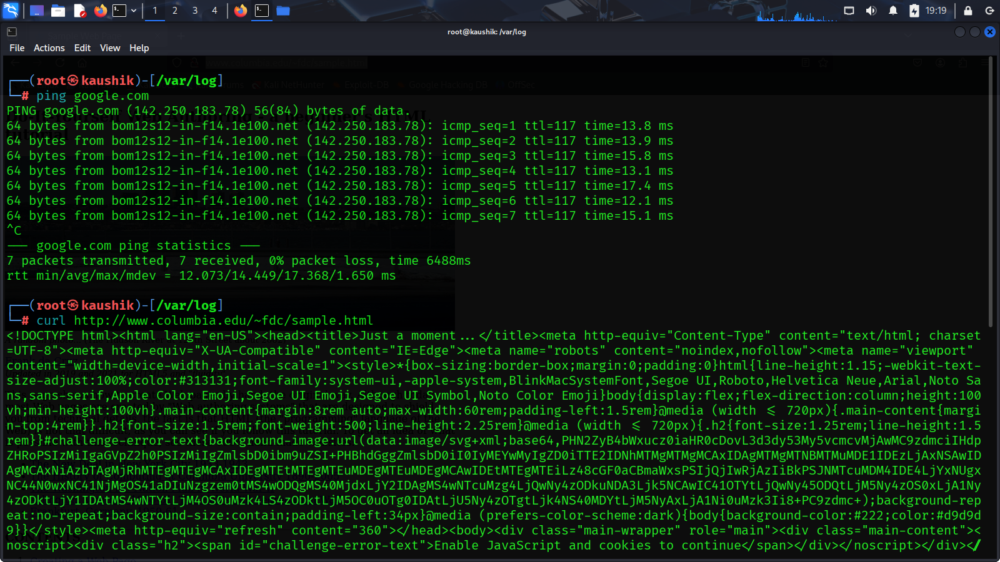 1 2 3 4 19:19
root@kaushik: /var/log
File Actions Edit View Help
┌──(root㉿kaushik)-[/var/log]
└─# ping google.com
PING google.com (142.250.183.78) 56(84) bytes of data.
64 bytes from bom12s12-in-f14.1e100.net (142.250.183.78): icmp_seq=1 ttl=117 time=13.8 ms
64 bytes from bom12s12-in-f14.1e100.net (142.250.183.78): icmp_seq=2 ttl=117 time=13.9 ms
64 bytes from bom12s12-in-f14.1e100.net (142.250.183.78): icmp_seq=3 ttl=117 time=15.8 ms
64 bytes from bom12s12-in-f14.1e100.net (142.250.183.78): icmp_seq=4 ttl=117 time=13.1 ms
64 bytes from bom12s12-in-f14.1e100.net (142.250.183.78): icmp_seq=5 ttl=117 time=17.4 ms
64 bytes from bom12s12-in-f14.1e100.net (142.250.183.78): icmp_seq=6 ttl=117 time=12.1 ms
64 bytes from bom12s12-in-f14.1e100.net (142.250.183.78): icmp_seq=7 ttl=117 time=15.1 ms
^C
--- google.com ping statistics ---
7 packets transmitted, 7 received, 0% packet loss, time 6488ms
rtt min/avg/max/mdev = 12.073/14.449/17.368/1.650 ms
┌──(root㉿kaushik)-[/var/log]
└─# curl http://www.columbia.edu/~fdc/sample.html
<!DOCTYPE html><html lang="en-US"><head><title>Just a moment...</title><meta http-equiv="Content-Type" content="text/html; charset
=UTF-8"><meta http-equiv="X-UA-Compatible" content="IE=Edge"><meta name="robots" content="noindex,nofollow"><meta name="viewport"
content="width=device-width,initial-scale=1"><style>*{box-sizing:border-box;margin:0;padding:0}html{line-height:1.15;-webkit-text-
size-adjust:100%;color:#313131;font-family:system-ui,-apple-system,BlinkMacSystemFont,Segoe UI,Roboto,Helvetica Neue,Arial,Noto Sa
ns,sans-serif,Apple Color Emoji,Segoe UI Emoji,Segoe UI Symbol,Noto Color Emoji}body{display:flex;flex-direction:column;height:100
vh;min-height:100vh}.main-content{margin:8rem auto;max-width:60rem;padding-left:1.5rem}@media (width <= 720px){.main-content{margi
n-top:4rem}}.h2{font-size:1.5rem;font-weight:500;line-height:2.25rem}@media (width <= 720px){.h2{font-size:1.25rem;line-height:1.5
rem}}#challenge-error-text{background-image:url(data:image/svg+xml;base64,PHN2ZyB4bWxucz0iaHR0cDovL3d3dy53My5vcmcvMjAwMC9zdmciIHdp
ZHRoPSIzMiIgaGVpZ2h0PSIzMiIgZmlsbD0ibm9uZSI+PHBhdGggZmlsbD0iI0IyMEYwMyIgZD0iTTE2IDNhMTMgMTMgMCAxIDAgMTMgMTNBMTMuMDE1IDEzLjAxNSAwID
AgMCAxNiAzbTAgMjRhMTEgMTEgMCAxIDEgMTEtMTEgMTEuMDEgMTEuMDEgMCAwIDEtMTEgMTEiLz48cGF0aCBmaWxsPSIjQjIwRjAzIiBkPSJNMTcuMDM4IDE4LjYxNUgx
NC44N0wxNC41NjMgOS41aDIuNzgzem0tMS4wODQgMS40MjdxLjY2IDAgMS4wNTcuMzg4LjQwNy4zODkuNDA3Ljk5NCAwIC41OTYtLjQwNy45ODQtLjM5Ny4zOS0xLjA1Ny
4zODktLjY1IDAtMS4wNTYtLjM4OS0uMzk4LS4zODktLjM5OC0uOTg0IDAtLjU5Ny4zOTgtLjk4NS40MDYtLjM5NyAxLjA1Ni0uMzk3Ii8+PC9zdmc+);background-rep
eat:no-repeat;background-size:contain;padding-left:34px}@media (prefers-color-scheme:dark){body{background-color:#222;color:#d9d9d
9}}</style><meta http-equiv="refresh" content="360"></head><body><div class="main-wrapper" role="main"><div class="main-content"><
noscript><div class="h2"><span id="challenge-error-text">Enable JavaScript and cookies to continue</span></div></noscript></div></